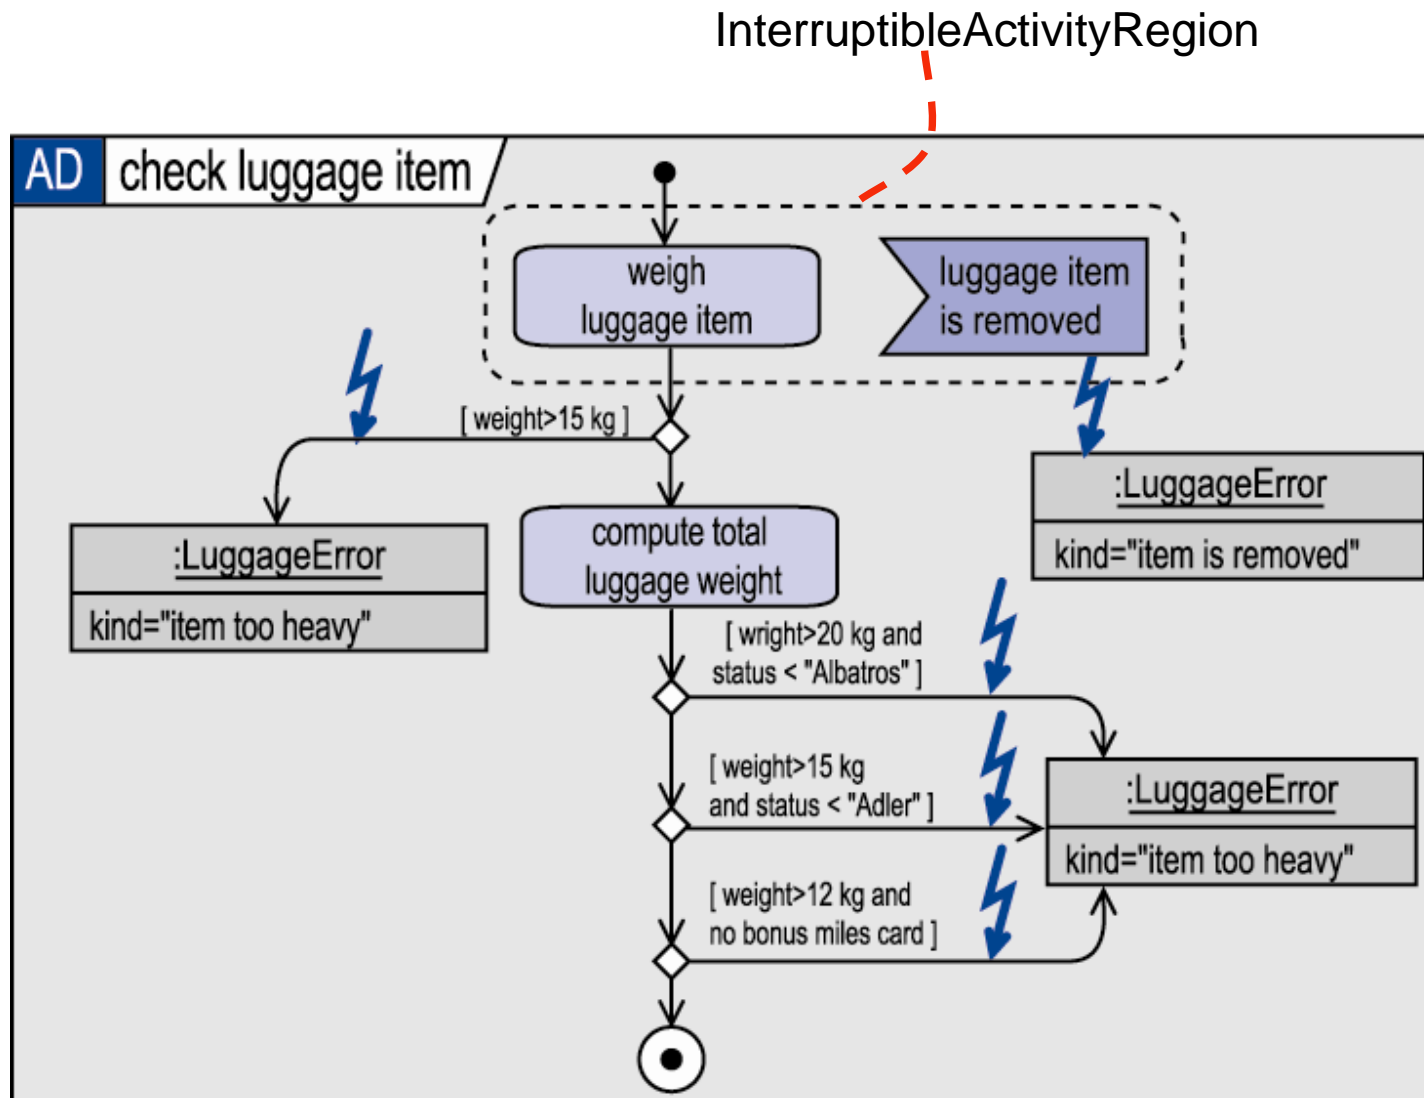 InterruptibleActivityRegion
AD check luggage item
weigh
luggage item
luggage item
is removed
[ weight>15 kg ]
:LuggageError
kind="item is removed"
:LuggageError
kind="item too heavy"
compute total
luggage weight
[ wright>20 kg and
status < "Albatros" ]
[ weight>15 kg
and status < "Adler" ]
:LuggageError
kind="item too heavy"
[ weight>12 kg and
no bonus miles card ]